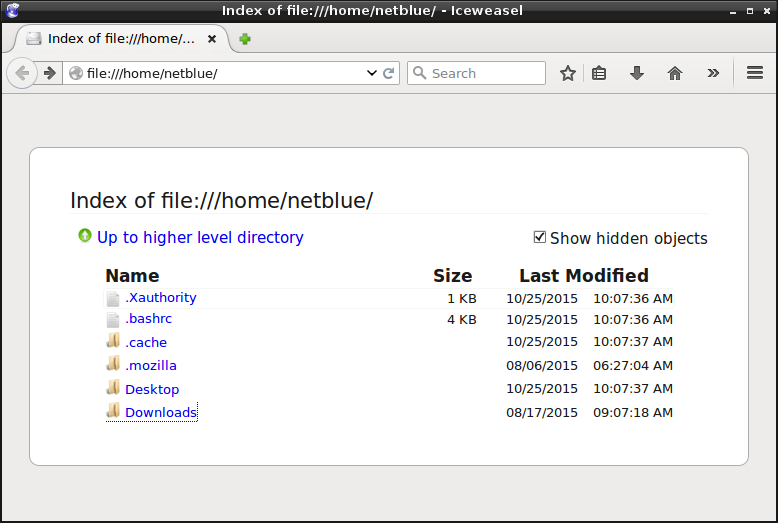 Index of file:///home/netblue/ - Iceweasel
Index of file:///home/...
file:///home/netblue/ Search
Index of file:///home/netblue/
Up to higher level directory Show hidden objects
Name Size Last Modified
.Xauthority 1 KB 10/25/2015 10:07:36 AM
.bashrc 4 KB 10/25/2015 10:07:36 AM
.cache 10/25/2015 10:07:37 AM
.mozilla 08/06/2015 06:27:04 AM
Desktop 10/25/2015 10:07:37 AM
Downloads 08/17/2015 09:07:18 AM